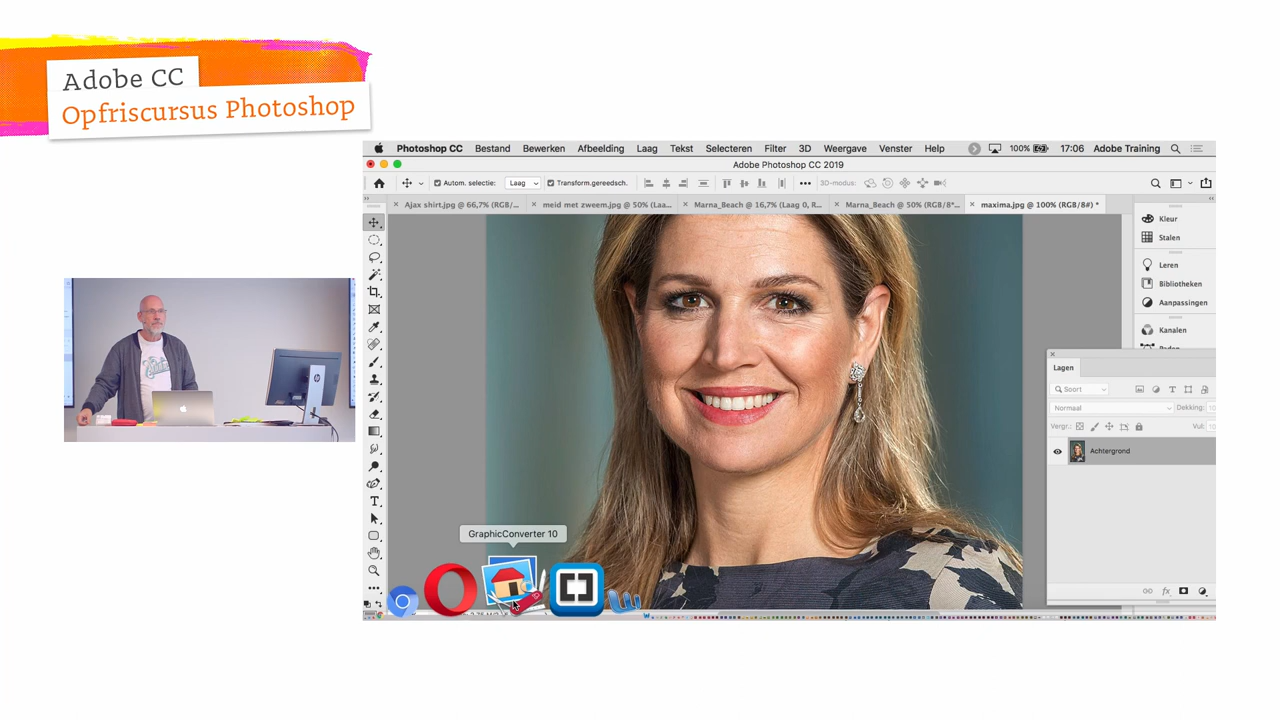 Adobe CC
Opfriscursus Photoshop
Photoshop CC Bestand Bewerken Afbeelding Laag Tekst Selecteren Filter 3D Weergave Venster Help 100% 17:06 Adobe Training
Adobe Photoshop CC 2019
Autom. selectie: Laag Transform.gereedsch. 3D-modus:
Ajax shirt.jpg @ 66,7% (RGB/... meid met zweem.jpg @ 50% (Laa... Marna_Beach @ 16,7% (Laag 0, R... Marna_Beach @ 50% (RGB/8*... maxima.jpg @ 100% (RGB/8#) *
Kleur
Stalen
Leren
Bibliotheken
Aanpassingen
Kanalen
Lagen
Soort
Normaal Dekking:
Vergr.: Vul:
Achtergrond
GraphicConverter 10